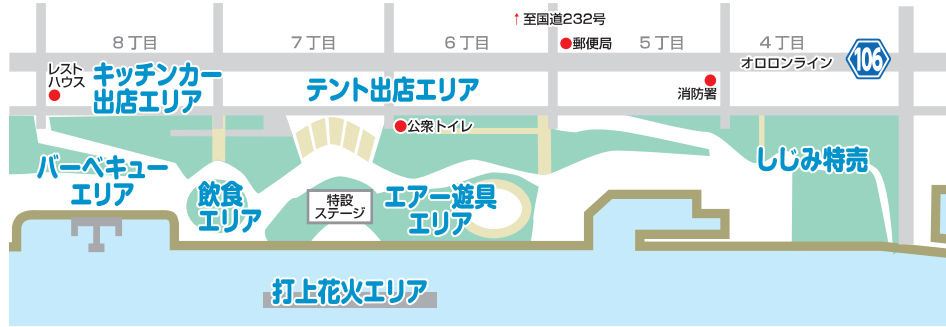 ↑至国道232号
8丁目
7丁目
6丁目
郵便局
5丁目
4丁目
オロロンライン
106
レスト
ハウス
キッチンカー
出店エリア
テント出店エリア
消防署
公衆トイレ
バーベキュー
エリア
飲食
エリア
特設
ステージ
エアー遊具
エリア
しじみ特売
打上花火エリア